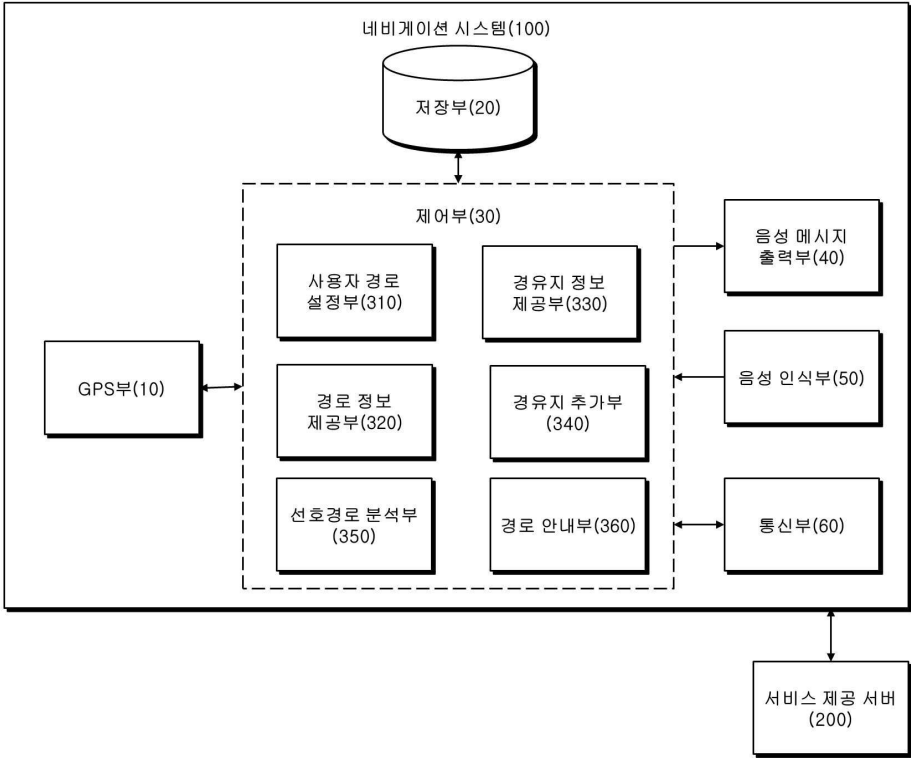 네비게이션 시스템(100)
저장부(20)
제어부(30)
사용자 경로
설정부(310)
경유지 정보
제공부(330)
경로 정보
제공부(320)
경유지 추가부
(340)
선호경로 분석부
(350)
경로 안내부(360)
GPS부(10)
음성 메시지
출력부(40)
음성 인식부(50)
통신부(60)
서비스 제공 서버
(200)